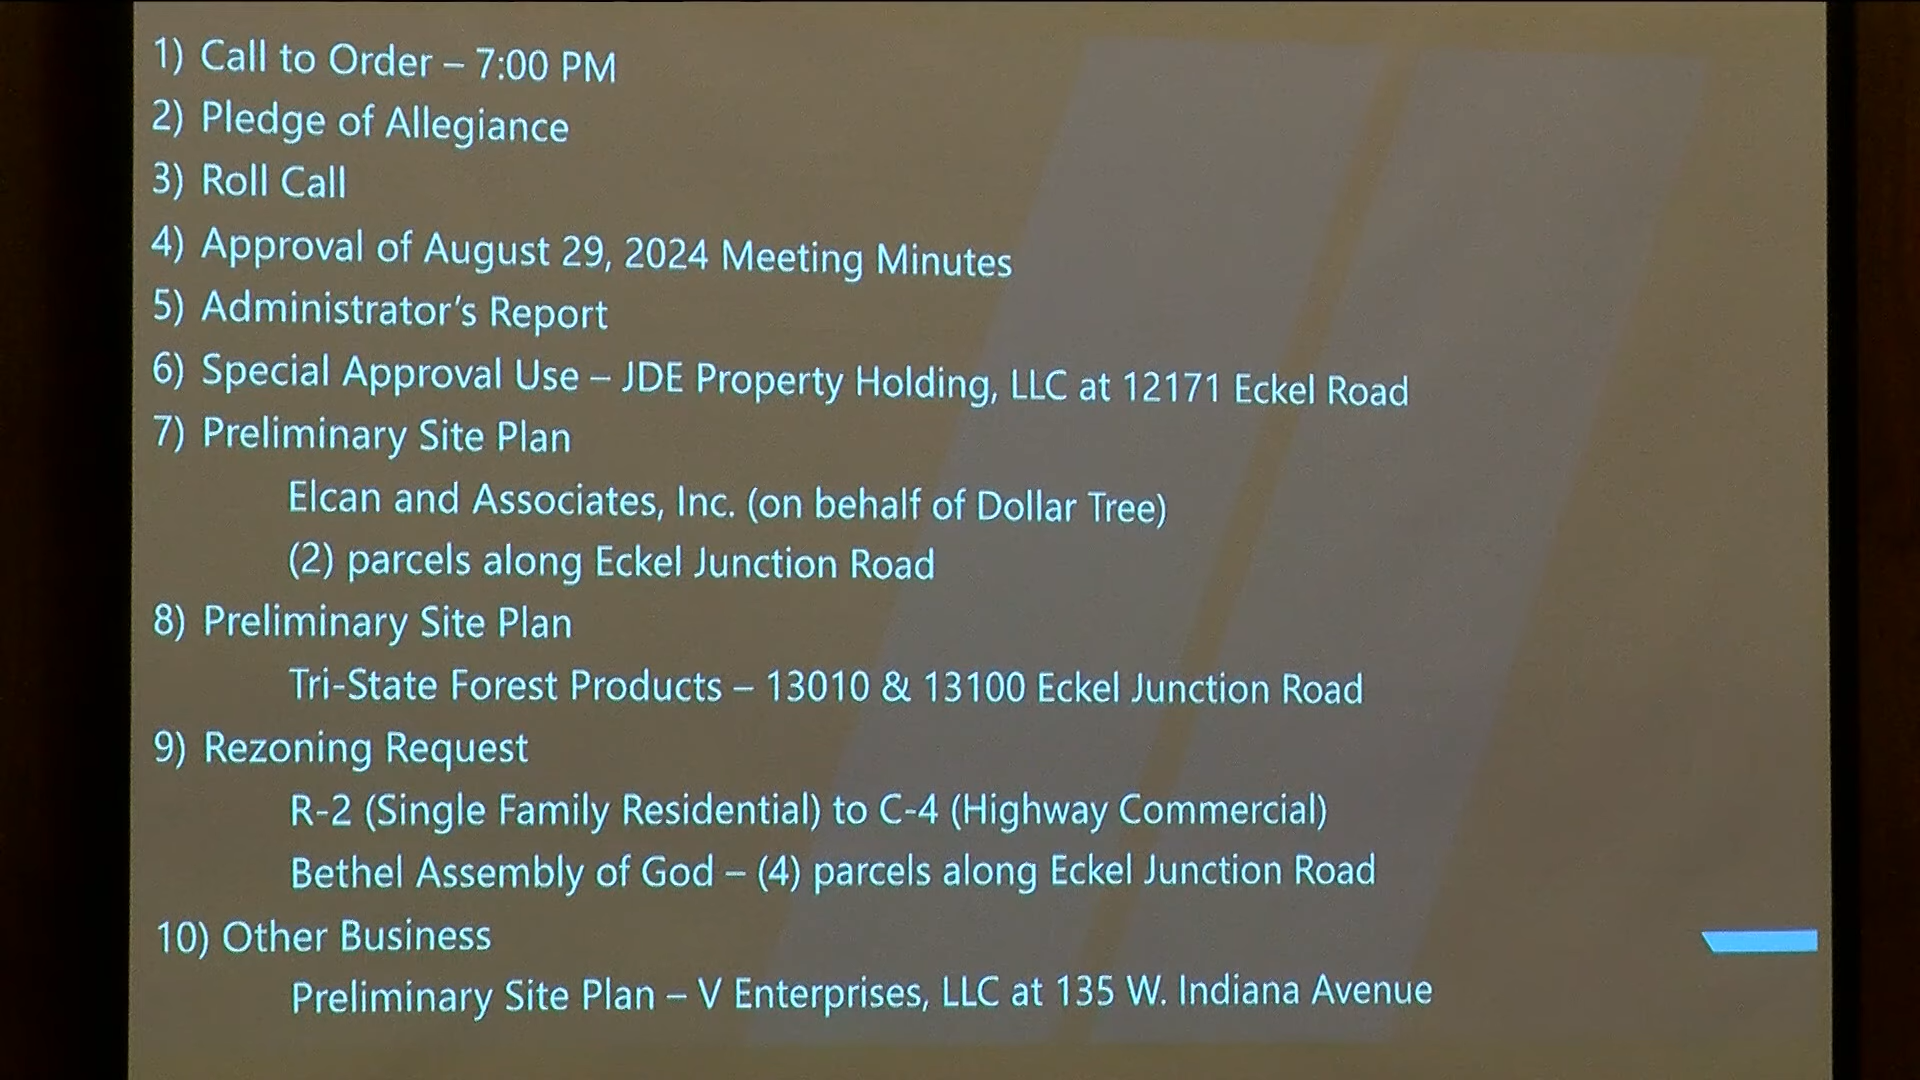 1) Call to Order – 7:00 PM
2) Pledge of Allegiance
3) Roll Call
4) Approval of August 29, 2024 Meeting Minutes
5) Administrator’s Report
6) Special Approval Use – JDE Property Holding, LLC at 12171 Eckel Road
7) Preliminary Site Plan
Elcan and Associates, Inc. (on behalf of Dollar Tree)
(2) parcels along Eckel Junction Road
8) Preliminary Site Plan
Tri-State Forest Products – 13010 & 13100 Eckel Junction Road
9) Rezoning Request
R-2 (Single Family Residential) to C-4 (Highway Commercial)
Bethel Assembly of God – (4) parcels along Eckel Junction Road
10) Other Business
Preliminary Site Plan – V Enterprises, LLC at 135 W. Indiana Avenue